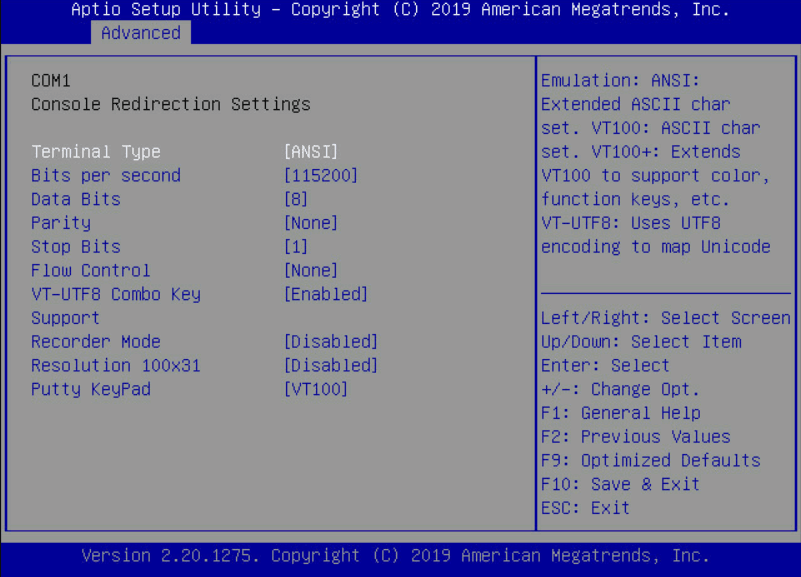 Aptio Setup Utility – Copyright (C) 2019 American Megatrends, Inc.
Advanced
COM1
Console Redirection Settings
Terminal Type [ANSI]
Bits per second [115200]
Data Bits [8]
Parity [None]
Stop Bits [1]
Flow Control [None]
VT-UTF8 Combo Key [Enabled]
Support
Recorder Mode [Disabled]
Resolution 100x31 [Disabled]
Putty KeyPad [VT100]
Emulation: ANSI:
Extended ASCII char
set. VT100: ASCII char
set. VT100+: Extends
VT100 to support color,
function keys, etc.
VT-UTF8: Uses UTF8
encoding to map Unicode
Left/Right: Select Screen
Up/Down: Select Item
Enter: Select
+/-: Change Opt.
F1: General Help
F2: Previous Values
F9: Optimized Defaults
F10: Save & Exit
ESC: Exit
Version 2.20.1275. Copyright (C) 2019 American Megatrends, Inc.